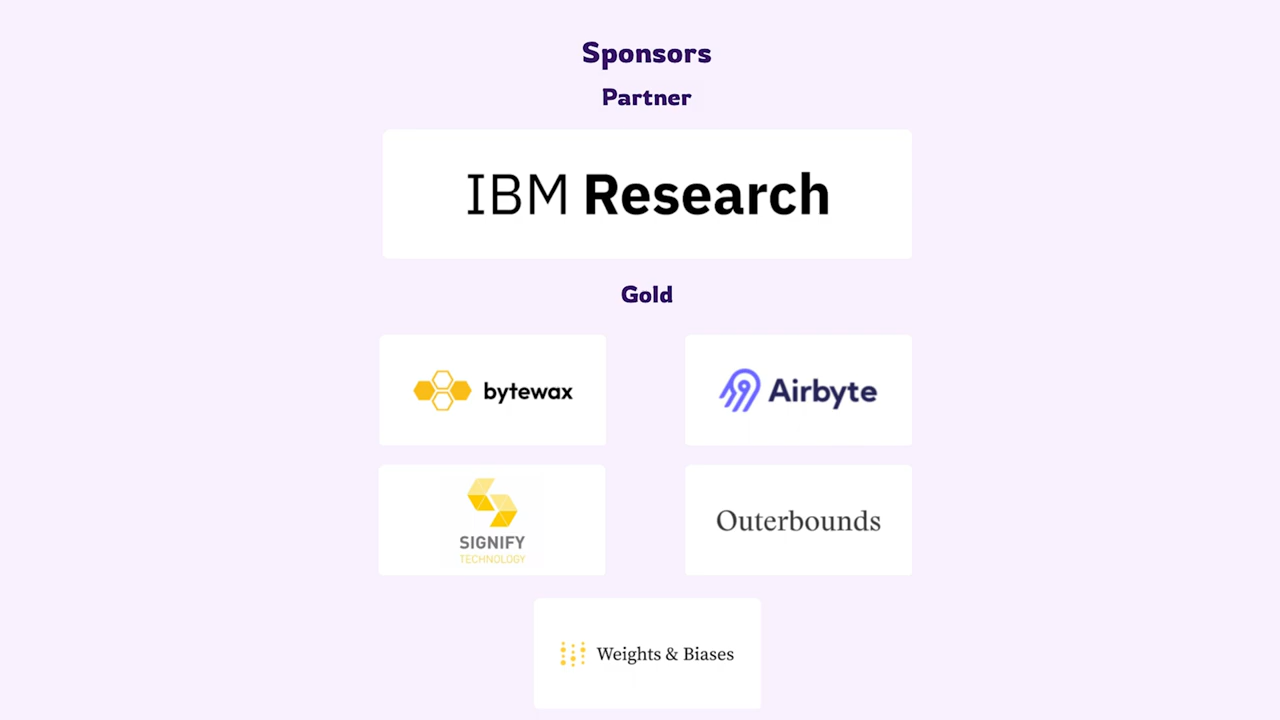 Sponsors
Partner
IBM Research
Gold
bytewax
Airbyte
SIGNIFY
TECHNOLOGY
Outerbounds
Weights & Biases